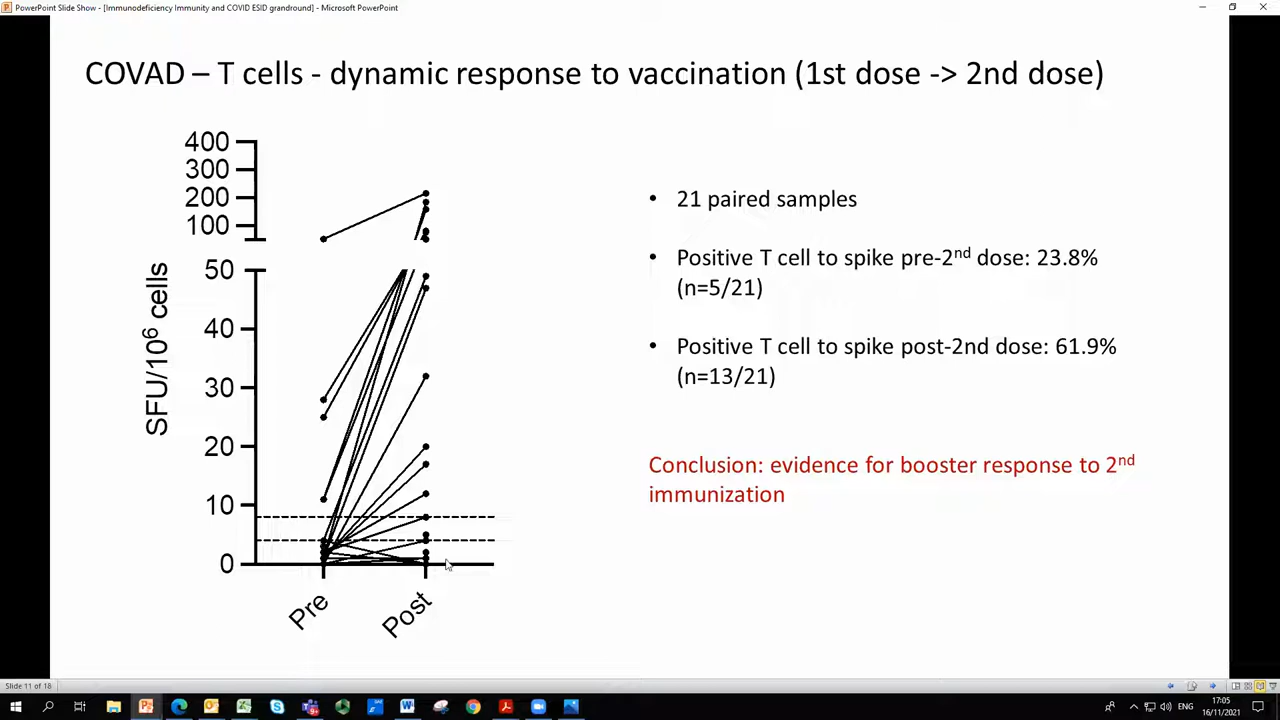 PowerPoint Slide Show - [Immunodeficiency Immunity and COVID ESID grandround] - Microsoft PowerPoint
COVAD – T cells - dynamic response to vaccination (1st dose -> 2nd dose)
400
300
200
100
50
40
30
20
10
0
SFU/10⁶ cells
Pre
Post
• 21 paired samples
• Positive T cell to spike pre-2nd dose: 23.8%
(n=5/21)
• Positive T cell to spike post-2nd dose: 61.9%
(n=13/21)
Conclusion: evidence for booster response to 2nd
immunization
Slide 11 of 18
ENG
17:05
16/11/2021